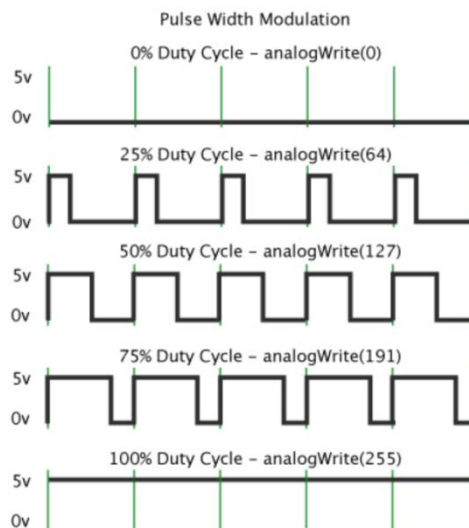 Pulse Width Modulation
0% Duty Cycle – analogWrite(0)
5v
0v
25% Duty Cycle – analogWrite(64)
5v
0v
50% Duty Cycle – analogWrite(127)
5v
0v
75% Duty Cycle – analogWrite(191)
5v
0v
100% Duty Cycle – analogWrite(255)
5v
0v